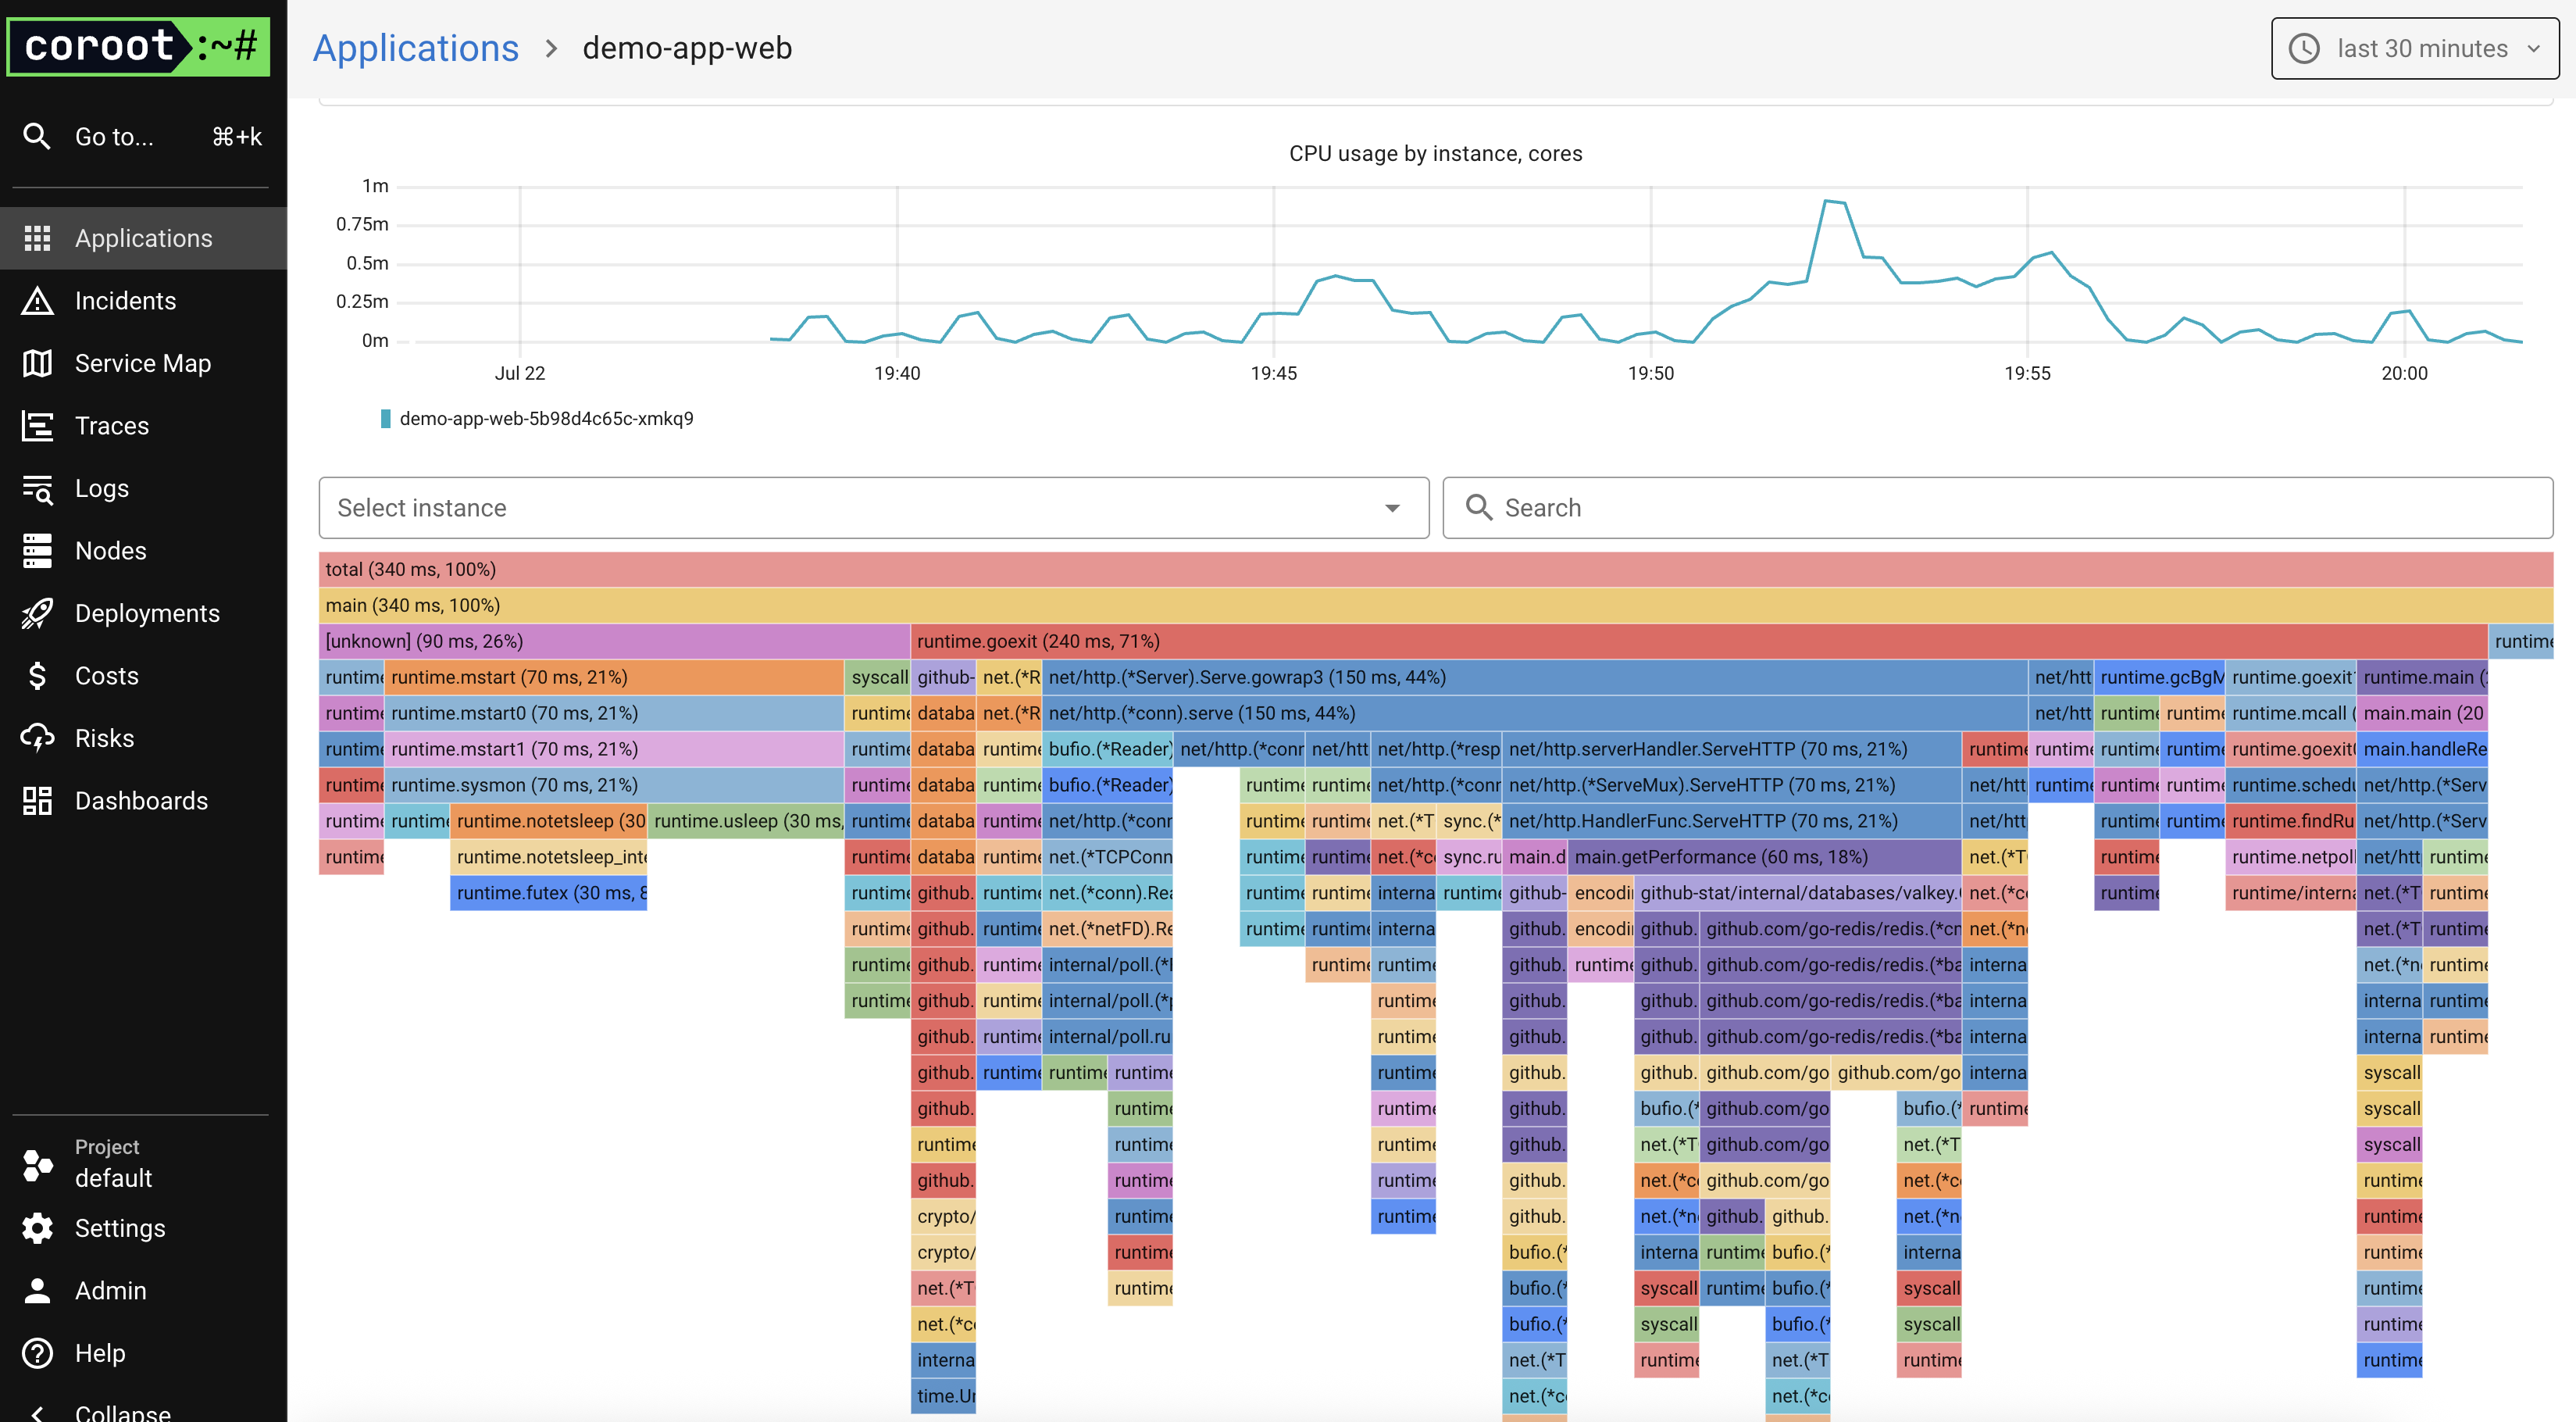 coroot:~#
Applications > demo-app-web
last 30 minutes
Go to... ⌘+k
Applications
Incidents
Service Map
Traces
Logs
Nodes
Deployments
Costs
Risks
Dashboards
Project
default
Settings
Admin
Help
Collapse
CPU usage by instance, cores
1m
0.75m
0.5m
0.25m
0m
Jul 22 19:40 19:45 19:50 19:55 20:00
demo-app-web-5b98d4c65c-xmkq9
Select instance
Search
total (340 ms, 100%)
main (340 ms, 100%)
[unknown] (90 ms, 26%) runtime.goexit (240 ms, 71%) runtime
runtime runtime.mstart (70 ms, 21%) syscall github- net.(*R net/http.(*Server).Serve.gowrap3 (150 ms, 44%) net/htt runtime.gcBgM runtime.goexit runtime.main (
runtime runtime.mstart0 (70 ms, 21%) runtime databa net.(*R net/http.(*conn).serve (150 ms, 44%) net/htt runtime runtime runtime.mcall ( main.main (20
runtime runtime.mstart1 (70 ms, 21%) runtime databa runtime bufio.(*Reader) net/http.(*conr net/htt net/http.(*resp net/http.serverHandler.ServeHTTP (70 ms, 21%) runtime runtime runtime runtime runtime.goexit main.handleRe
runtime runtime.sysmon (70 ms, 21%) runtime databa runtime bufio.(*Reader) runtime runtime net/http.(*conr net/http.(*ServeMux).ServeHTTP (70 ms, 21%) net/htt runtime runtime runtime runtime.schedu net/http.(*Serv
runtime runtime runtime.notetsleep (30 runtime.usleep (30 ms, runtime databa runtime net/http.(*conr runtime runtime net.(*T sync.(* net/http.HandlerFunc.ServeHTTP (70 ms, 21%) net/htt runtime runtime runtime.findRu net/http.(*Serv
runtime runtime.notetsleep_inte runtime databa runtime net.(*TCPConn runtime runtime net.(*c sync.ru main.d main.getPerformance (60 ms, 18%) net.(*T runtime runtime.netpoll net/htt runtime
runtime.futex (30 ms, 8 runtime github. runtime net.(*conn).Rea runtime runtime interna runtime github- encodi github-stat/internal/databases/valkey. net.(*c runtime runtime/interna net.(*T runtime
runtime github. runtime net.(*netFD).Re runtime runtime interna github. encodi github. github.com/go-redis/redis.(*cm net.(*n net.(*T runtime
runtime github. runtime internal/poll.(* runtime runtime github. runtime github. github.com/go-redis/redis.(*ba interna net.(*n runtime
runtime github. runtime internal/poll.(* runtime github. github. github.com/go-redis/redis.(*ba interna interna runtime
github. runtime internal/poll.ru runtime github. github. github.com/go-redis/redis.(*ba interna interna runtime
github. runtime runtime runtime runtime github. github. github.com/go github.com/go interna syscall
github. runtime runtime github. bufio.(* github.com/go bufio.(* runtime syscall
runtime runtime runtime github. net.(*T github.com/go net.(*T syscall
github. runtime runtime github. net.(*c github.com/go net.(*c runtime
crypto/ runtime runtime github. net.(*n github. github. net.(*n runtime
crypto/ runtime bufio.(* interna runtime bufio.(* interna runtime
net.(*T runtime bufio.(* syscall runtime bufio.(* syscall runtime
net.(*c bufio.(* syscall bufio.(* syscall runtime
interna net.(*T runtime net.(*T runtime runtime
time.Ur net.(*c net.(*c